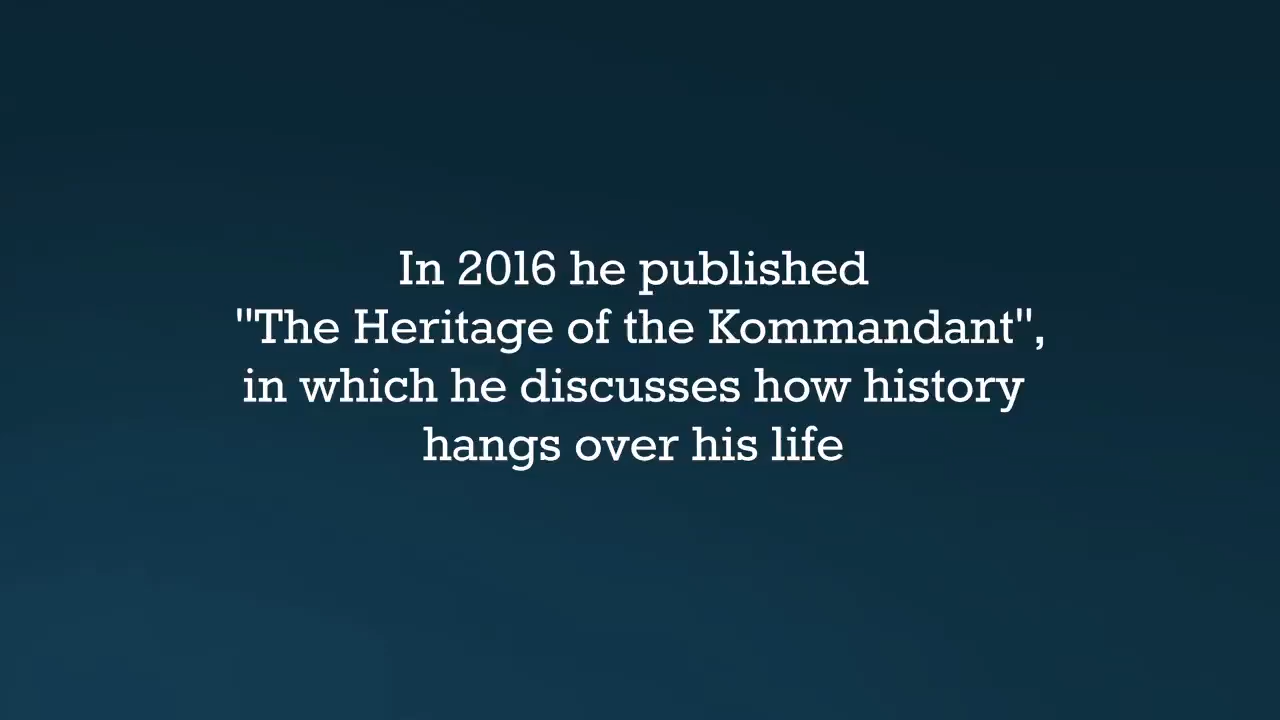 In 2016 he published
"The Heritage of the Kommandant",
in which he discusses how history
hangs over his life